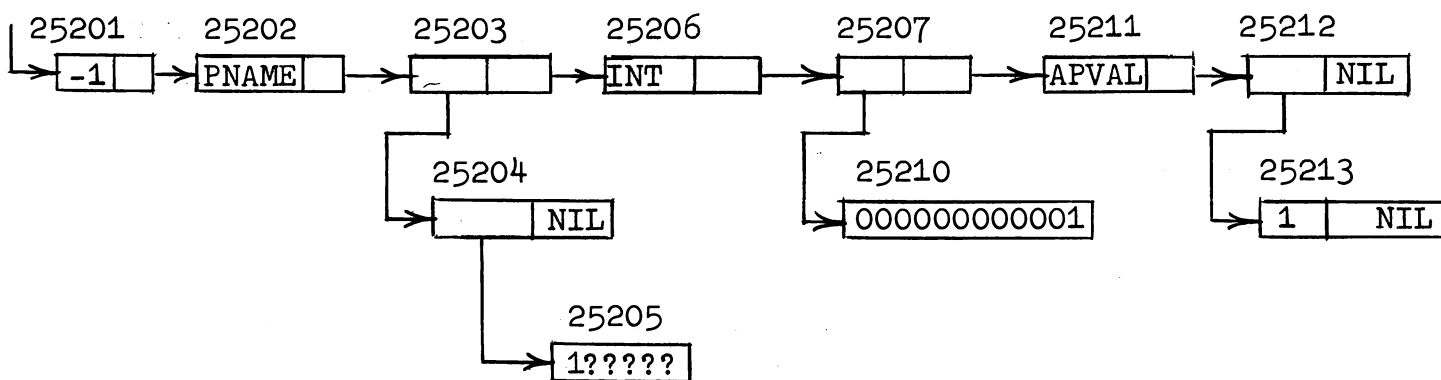 25201 25202 25203 25206 25207 25211 25212
-1 PNAME INT APVAL NIL
25204 25210 25213
NIL 000000000001 1 NIL
25205
1?????